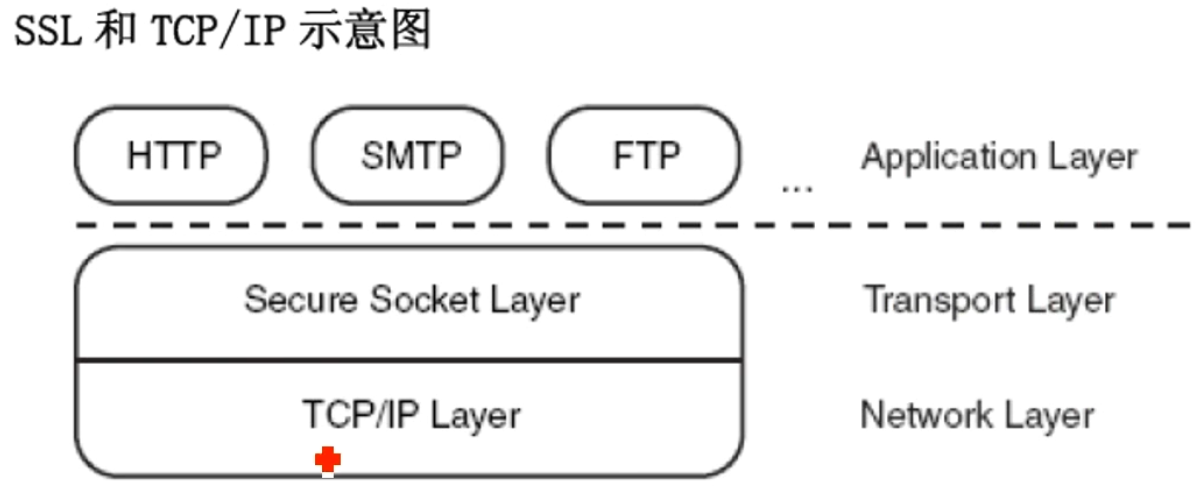 SSL 和 TCP/IP 示意图
HTTP SMTP FTP ... Application Layer
Secure Socket Layer Transport Layer
TCP/IP Layer Network Layer